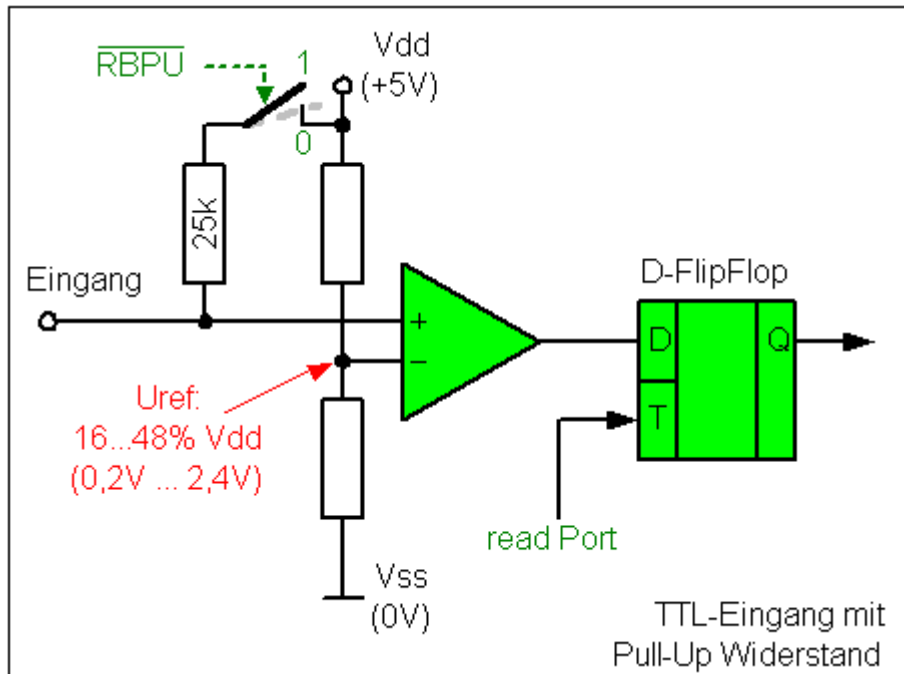 RBPU
1
Vdd
(+5V)
0
25k
Eingang
D-FlipFlop
+
−
D
Q
T
Uref:
16...48% Vdd
(0,2V ... 2,4V)
read Port
Vss
(0V)
TTL-Eingang mit
Pull-Up Widerstand